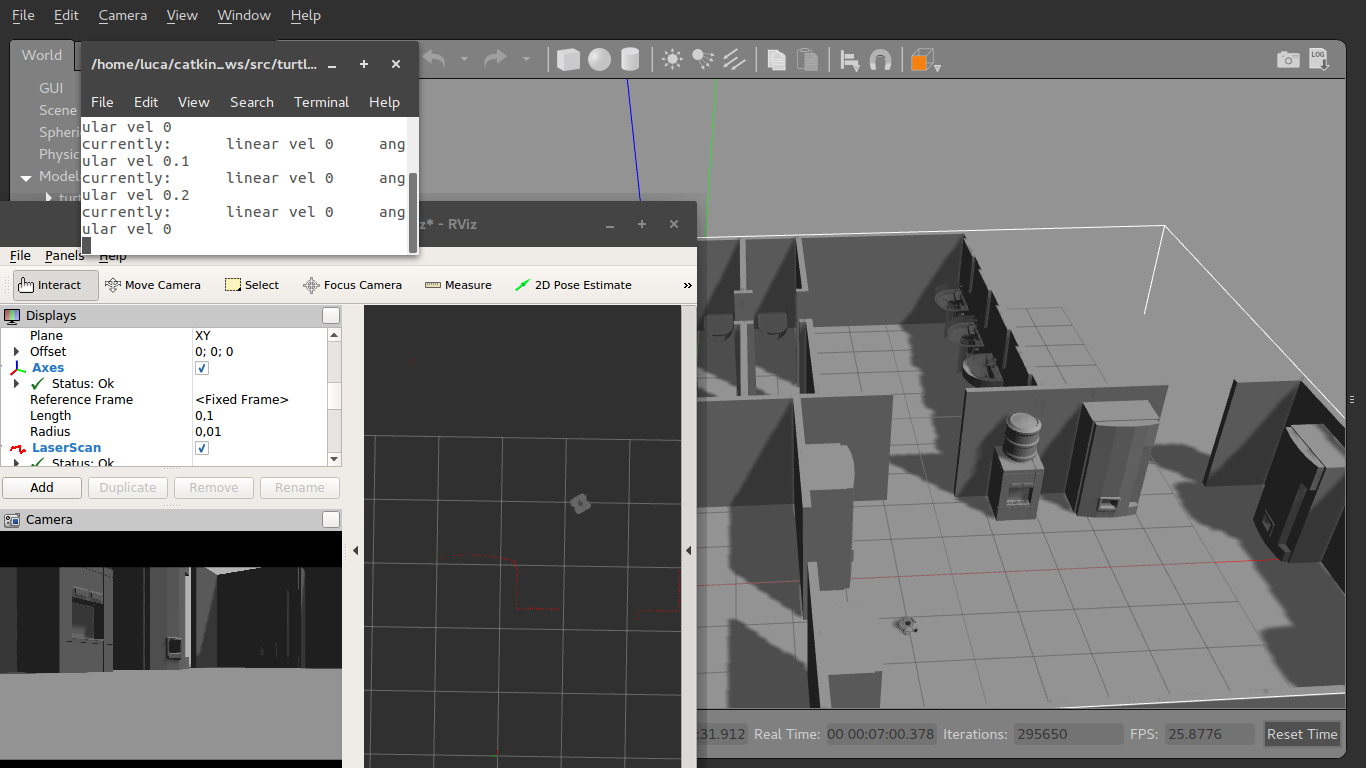 File Edit Camera View Window Help
World
GUI
Scene
Spheri
Physic
Models
turt
/home/luca/catkin_ws/src/turtl...
File Edit View Search Terminal Help
ular vel 0
currently: linear vel 0 ang
ular vel 0.1
currently: linear vel 0 ang
ular vel 0.2
currently: linear vel 0 ang
ular vel 0
LOG
z* - RViz
File Panels Help
Interact Move Camera Select Focus Camera Measure 2D Pose Estimate »
Displays
Plane XY
Offset 0; 0; 0
Axes
Status: Ok
Reference Frame <Fixed Frame>
Length 0,1
Radius 0,01
LaserScan
Status: Ok
Add Duplicate Remove Rename
Camera
:31.912 Real Time: 00 00:07:00.378 Iterations: 295650 FPS: 25.8776 Reset Time